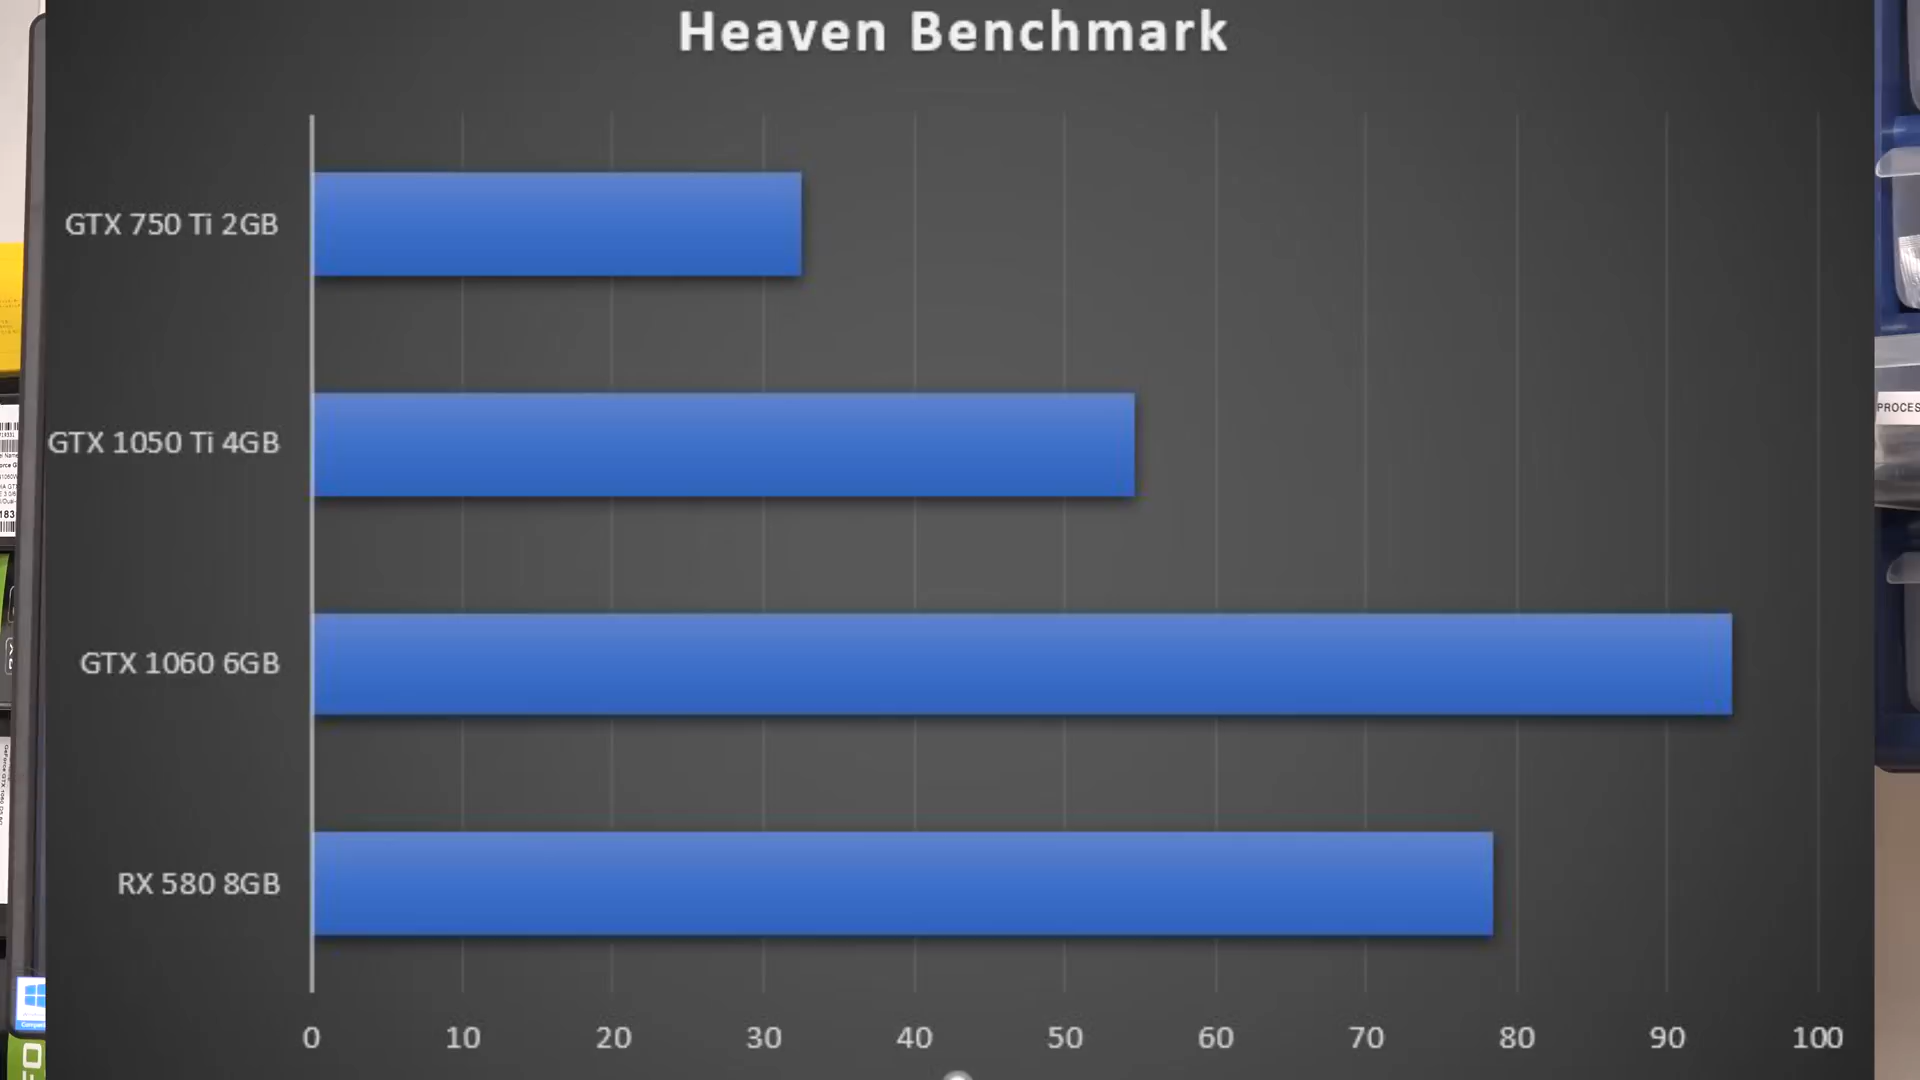 Heaven Benchmark
GTX 750 Ti 2GB
GTX 1050 Ti 4GB
GTX 1060 6GB
RX 580 8GB
0 10 20 30 40 50 60 70 80 90 100
PROCES
183